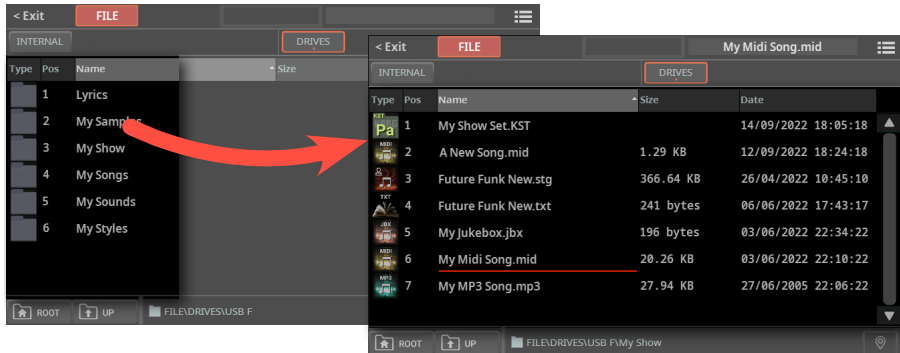 < Exit FILE
INTERNAL DRIVES
Type Pos Name Size
1 Lyrics
2 My Samples
3 My Show
4 My Songs
5 My Sounds
6 My Styles
ROOT UP FILE\DRIVES\USB F
< Exit FILE My Midi Song.mid
INTERNAL DRIVES
Type Pos Name Size Date
KST Pa 1 My Show Set.KST 14/09/2022 18:05:18
MIDI 2 A New Song.mid 1.29 KB 12/09/2022 18:24:18
3 Future Funk New.stg 366.64 KB 26/04/2022 10:45:10
TXT 4 Future Funk New.txt 241 bytes 06/06/2022 17:43:17
JBX 5 My Jukebox.jbx 196 bytes 03/06/2022 22:34:22
MIDI 6 My Midi Song.mid 20.26 KB 03/06/2022 22:10:22
MP3 7 My MP3 Song.mp3 27.94 KB 27/06/2005 22:06:22
ROOT UP FILE\DRIVES\USB F\My Show